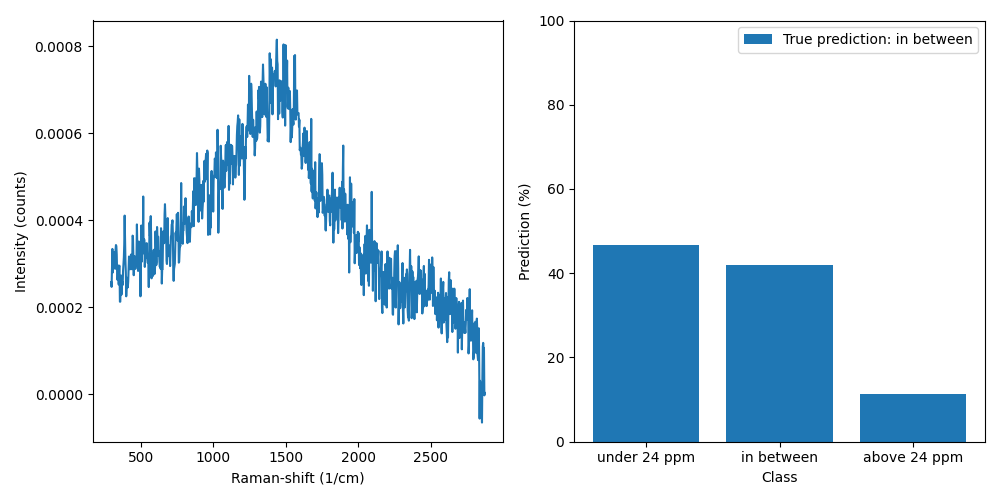 0.0008
0.0006
0.0004
0.0002
0.0000
Intensity (counts)
500 1000 1500 2000 2500
Raman-shift (1/cm)
100
80
60
40
20
0
Prediction (%)
True prediction: in between
under 24 ppm in between above 24 ppm
Class